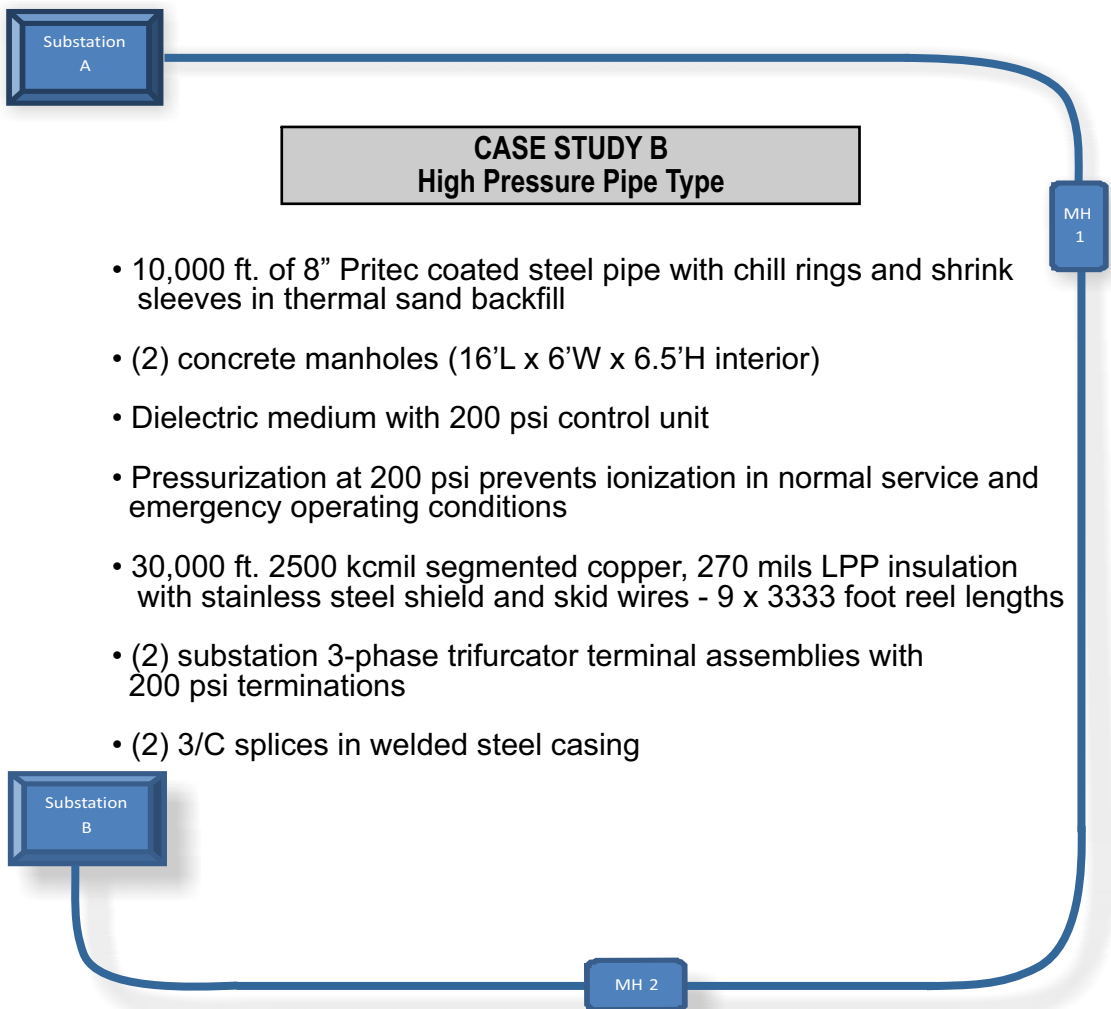 Substation
A
CASE STUDY B
High Pressure Pipe Type
MH
1
• 10,000 ft. of 8” Pritec coated steel pipe with chill rings and shrink
sleeves in thermal sand backfill
• (2) concrete manholes (16’L x 6’W x 6.5’H interior)
• Dielectric medium with 200 psi control unit
• Pressurization at 200 psi prevents ionization in normal service and
emergency operating conditions
• 30,000 ft. 2500 kcmil segmented copper, 270 mils LPP insulation
with stainless steel shield and skid wires - 9 x 3333 foot reel lengths
• (2) substation 3-phase trifurcator terminal assemblies with
200 psi terminations
• (2) 3/C splices in welded steel casing
Substation
B
MH 2